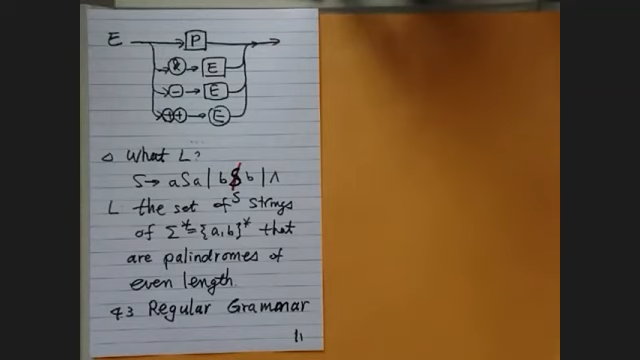 E P
* E
- E
++ E
△ What L?
S → aSa | bSb | Λ
L the set of strings
of Σ* = {a,b}* that
are palindromes of
even length
4.3 Regular Grammar
11